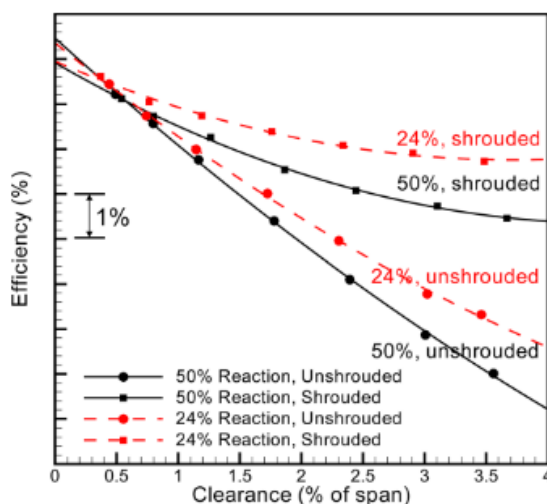 24%, shrouded
50%, shrouded
1%
24%, unshrouded
50%, unshrouded
50% Reaction, Unshrouded
50% Reaction, Shrouded
24% Reaction, Unshrouded
24% Reaction, Shrouded
Efficiency (%)
0 0.5 1 1.5 2 2.5 3 3.5 4
Clearance (% of span)